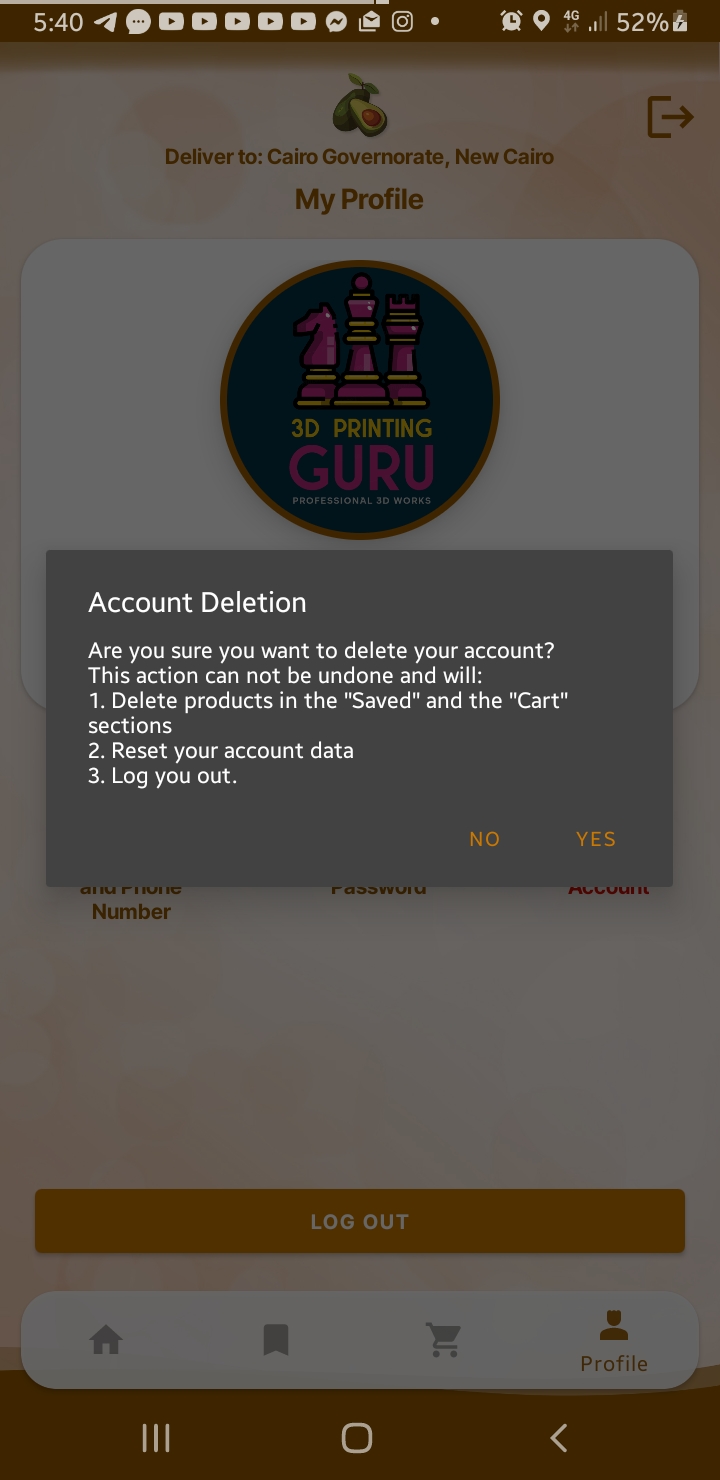 5:40
4G
52%
Deliver to: Cairo Governorate, New Cairo
My Profile
3D PRINTING
GURU
PROFESSIONAL 3D WORKS
Account Deletion
Are you sure you want to delete your account?
This action can not be undone and will:
1. Delete products in the "Saved" and the "Cart"
sections
2. Reset your account data
3. Log you out.
NO YES
and Phone
Number
Password
Account
LOG OUT
Profile